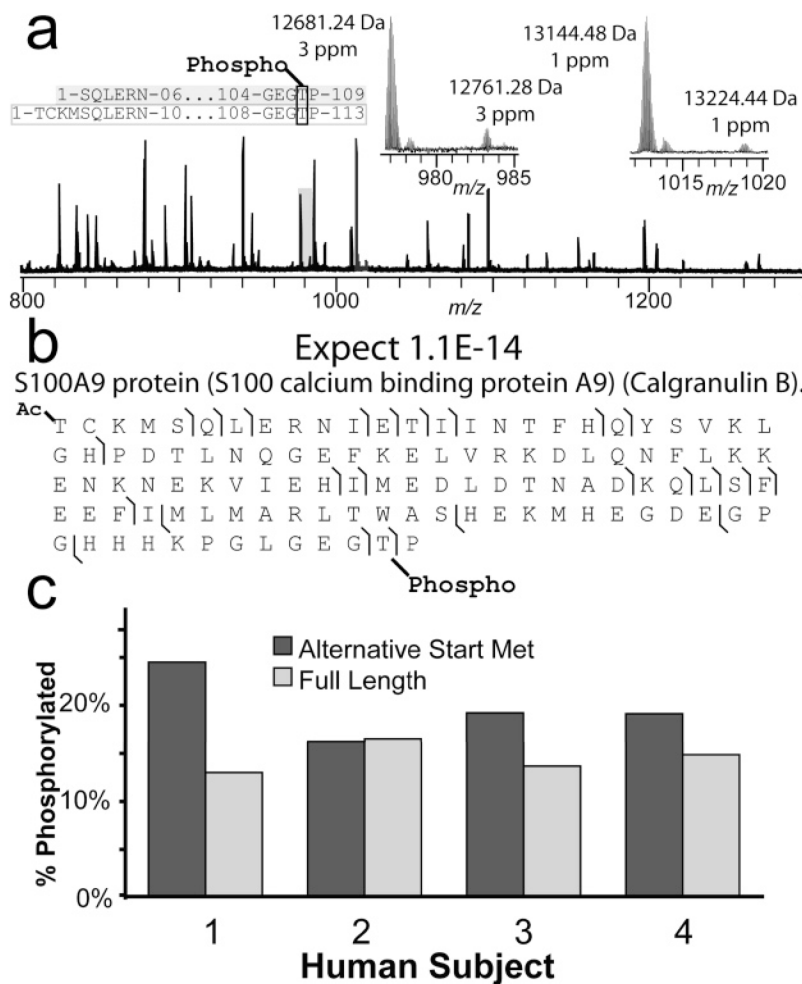 a
12681.24 Da
3 ppm
12761.28 Da
3 ppm
13144.48 Da
1 ppm
13224.44 Da
1 ppm
Phospho
1-SQLERN-06...104-GEGTP-109
1-TCKMSQLERN-10...108-GEGTP-113
980 m/z 985
1015 m/z 1020
800 1000 m/z 1200
b
Expect 1.1E-14
S100A9 protein (S100 calcium binding protein A9) (Calgranulin B).
Ac
T C K M S Q L E R N I E T I I N T F H Q Y S V K L
G H P D T L N Q G E F K E L V R K D L Q N F L K K
E N K N E K V I E H I M E D L D T N A D K Q L S F
E E F I M L M A R L T W A S H E K M H E G D E G P
G H H H K P G L G E G T P
Phospho
c
% Phosphorylated
20%
10%
0%
Alternative Start Met
Full Length
1 2 3 4
Human Subject